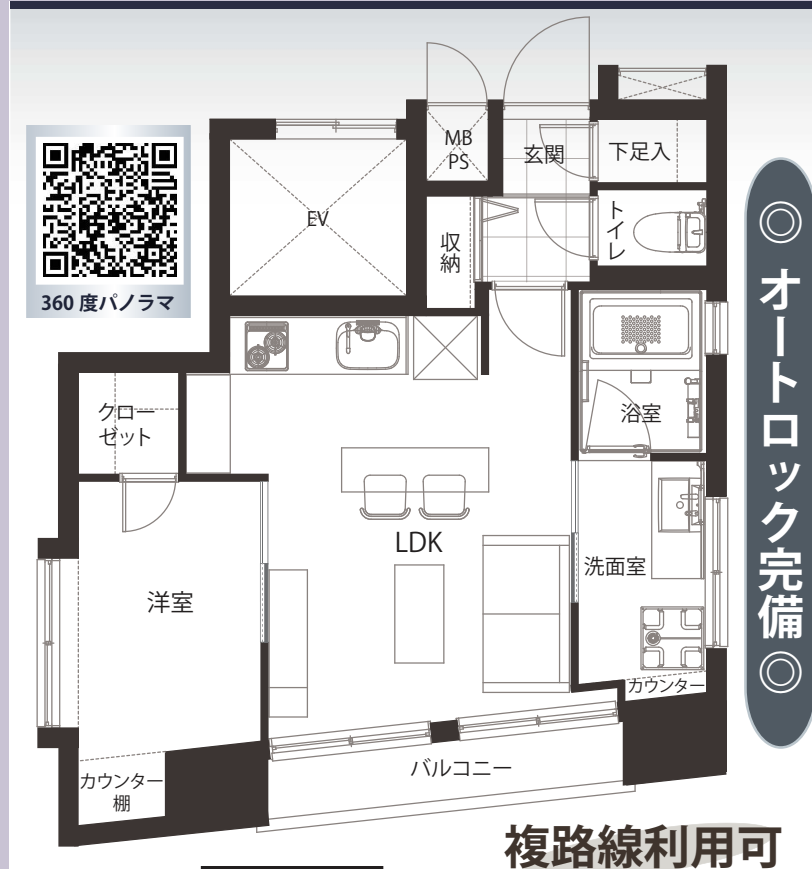 MB
PS
玄関
下足入
EV
収納
トイレ
360 度パノラマ
クロー
ゼット
浴室
LDK
洋室
洗面室
カウンター
カウンター
棚
バルコニー
◎ オートロック完備 ◎
複路線利用可